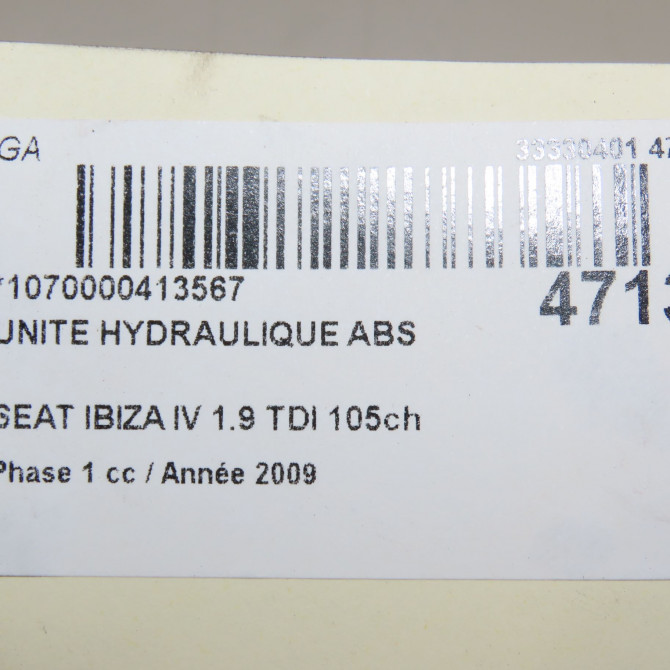 GA 33330401 47
*1070000413567 4713
UNITE HYDRAULIQUE ABS
SEAT IBIZA IV 1.9 TDI 105ch
Phase 1 cc / Année 2009